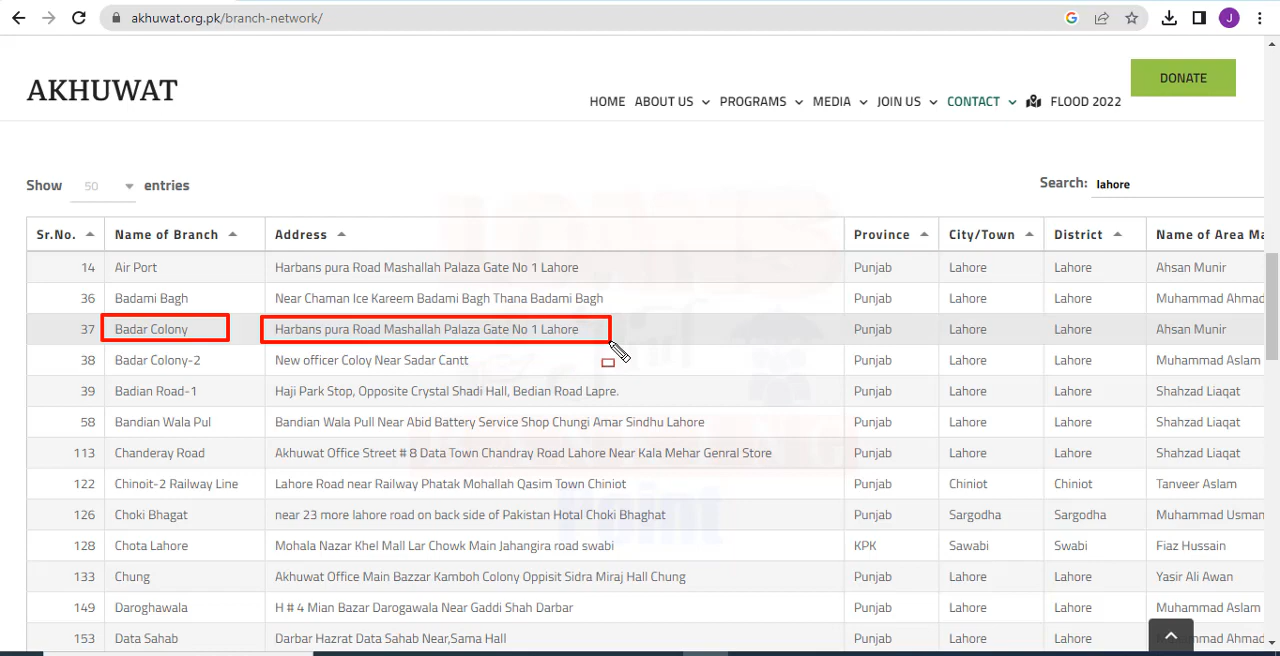 akhuwat.org.pk/branch-network/
J
AKHUWAT
DONATE
HOME ABOUT US PROGRAMS MEDIA JOIN US CONTACT FLOOD 2022
Show 50 entries
Search: lahore
Sr.No. Name of Branch Address Province City/Town District Name of Area Ma
14 Air Port Harbans pura Road Mashallah Palaza Gate No 1 Lahore Punjab Lahore Lahore Ahsan Munir
36 Badami Bagh Near Chaman Ice Kareem Badami Bagh Thana Badami Bagh Punjab Lahore Lahore Muhammad Ahmad
37 Badar Colony Harbans pura Road Mashallah Palaza Gate No 1 Lahore Punjab Lahore Lahore Ahsan Munir
38 Badar Colony-2 New officer Coloy Near Sadar Cantt Punjab Lahore Lahore Muhammad Aslam
39 Badian Road-1 Haji Park Stop, Opposite Crystal Shadi Hall, Bedian Road Lapre. Punjab Lahore Lahore Shahzad Liaqat
58 Bandian Wala Pul Bandian Wala Pull Near Abid Battery Service Shop Chungi Amar Sindhu Lahore Punjab Lahore Lahore Shahzad Liaqat
113 Chanderay Road Akhuwat Office Street # 8 Data Town Chandray Road Lahore Near Kala Mehar Genral Store Punjab Lahore Lahore Shahzad Liaqat
122 Chinoit-2 Railway Line Lahore Road near Railway Phatak Mohallah Qasim Town Chiniot Punjab Chiniot Chiniot Tanveer Aslam
126 Choki Bhagat near 23 more lahore road on back side of Pakistan Hotal Choki Bhaghat Punjab Sargodha Sargodha Muhammad Usman
128 Chota Lahore Mohala Nazar Khel Mall Lar Chowk Main Jahangira road swabi KPK Sawabi Swabi Fiaz Hussain
133 Chung Akhuwat Office Main Bazzar Kamboh Colony Oppisit Sidra Miraj Hall Chung Punjab Lahore Lahore Yasir Ali Awan
149 Daroghawala H # 4 Mian Bazar Darogawala Near Gaddi Shah Darbar Punjab Lahore Lahore Muhammad Aslam
153 Data Sahab Darbar Hazrat Data Sahab Near,Sama Hall Punjab Lahore Lahore mmad Ahmad
Point